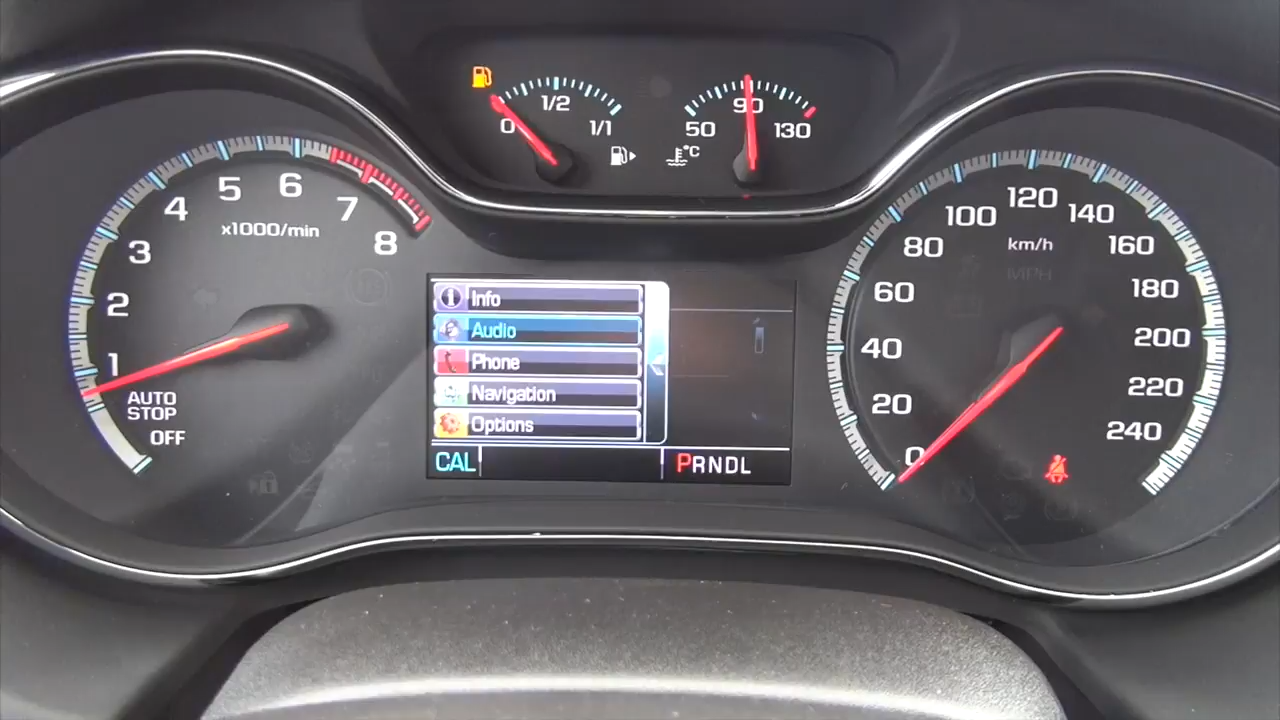 1/2
0
1/1
50
90
130
°C
1
2
3
4
5
6
7
8
x1000/min
AUTO
STOP
OFF
Info
Audio
Phone
Navigation
Options
CAL
PRNDL
0
20
40
60
80
100
120
140
160
180
200
220
240
km/h
MPH